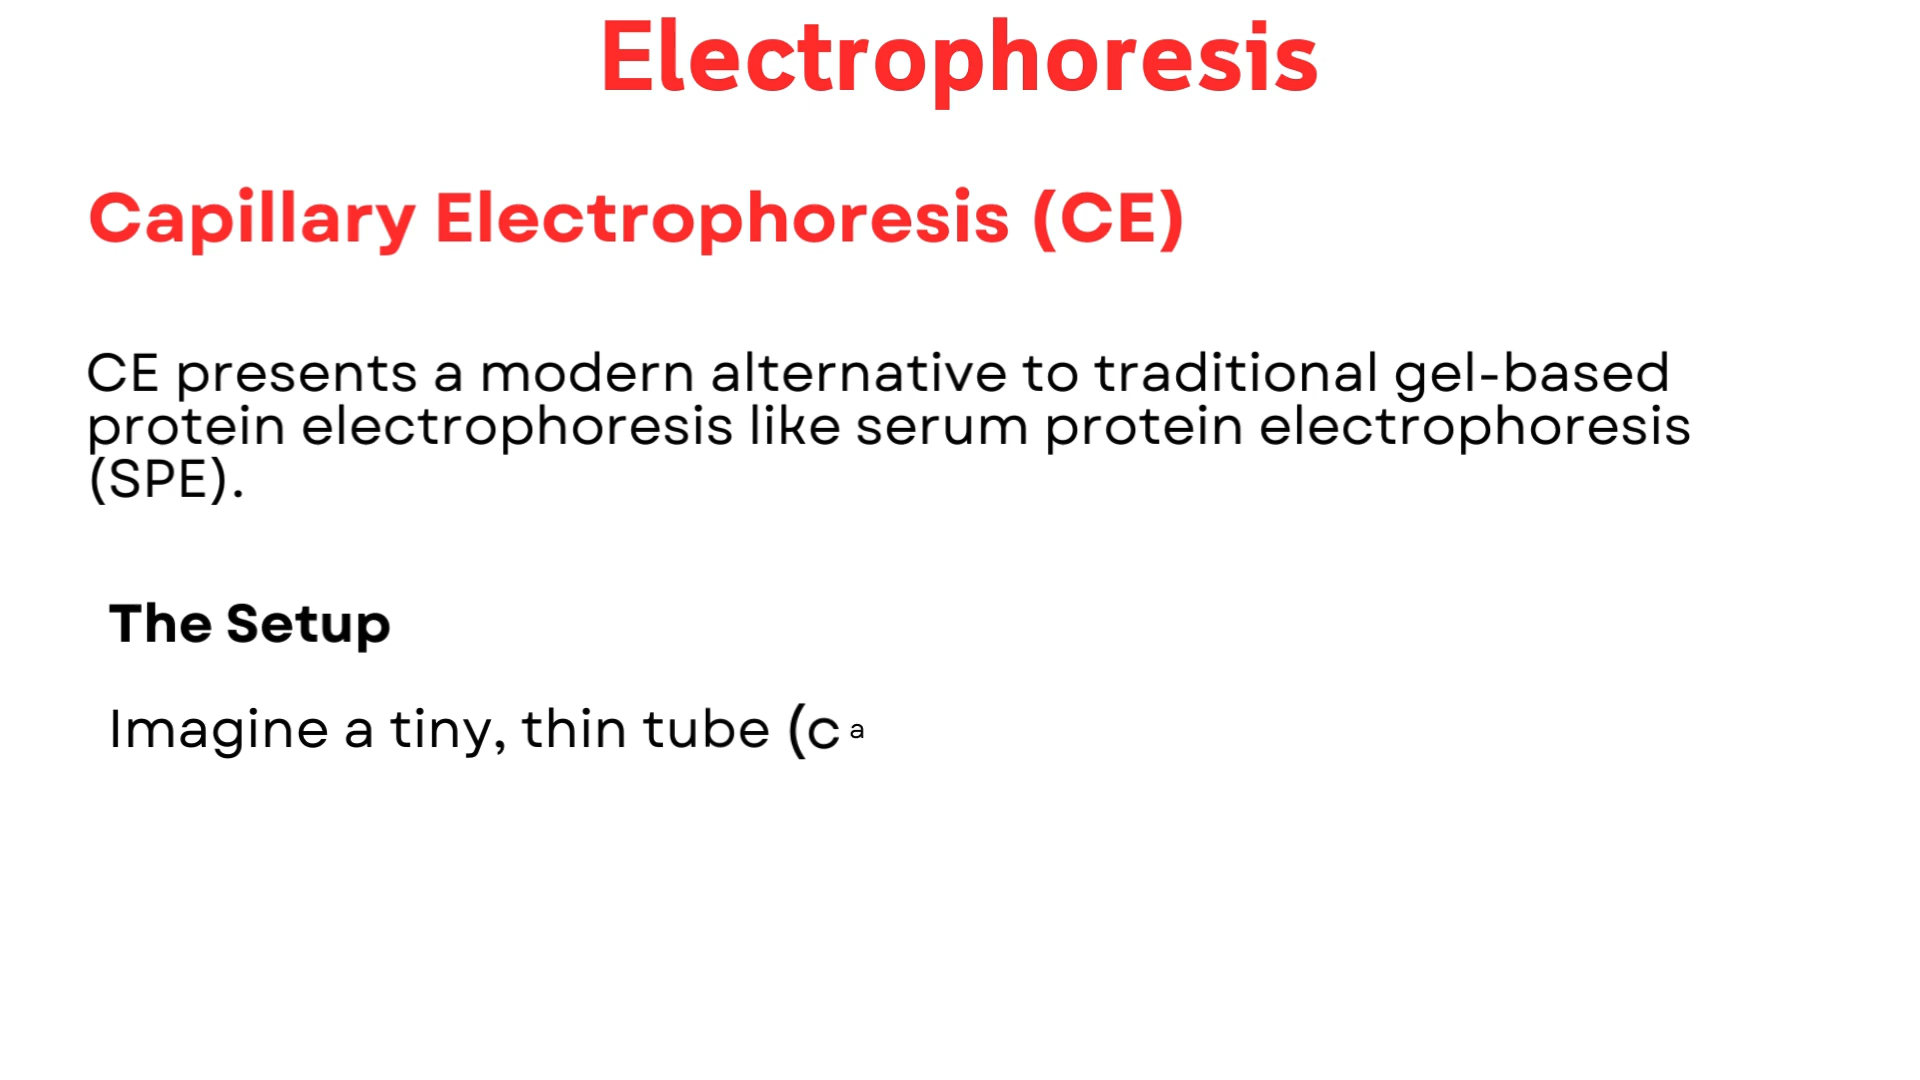 Electrophoresis
Capillary Electrophoresis (CE)
CE presents a modern alternative to traditional gel-based
protein electrophoresis like serum protein electrophoresis
(SPE).
The Setup
Imagine a tiny, thin tube (ca